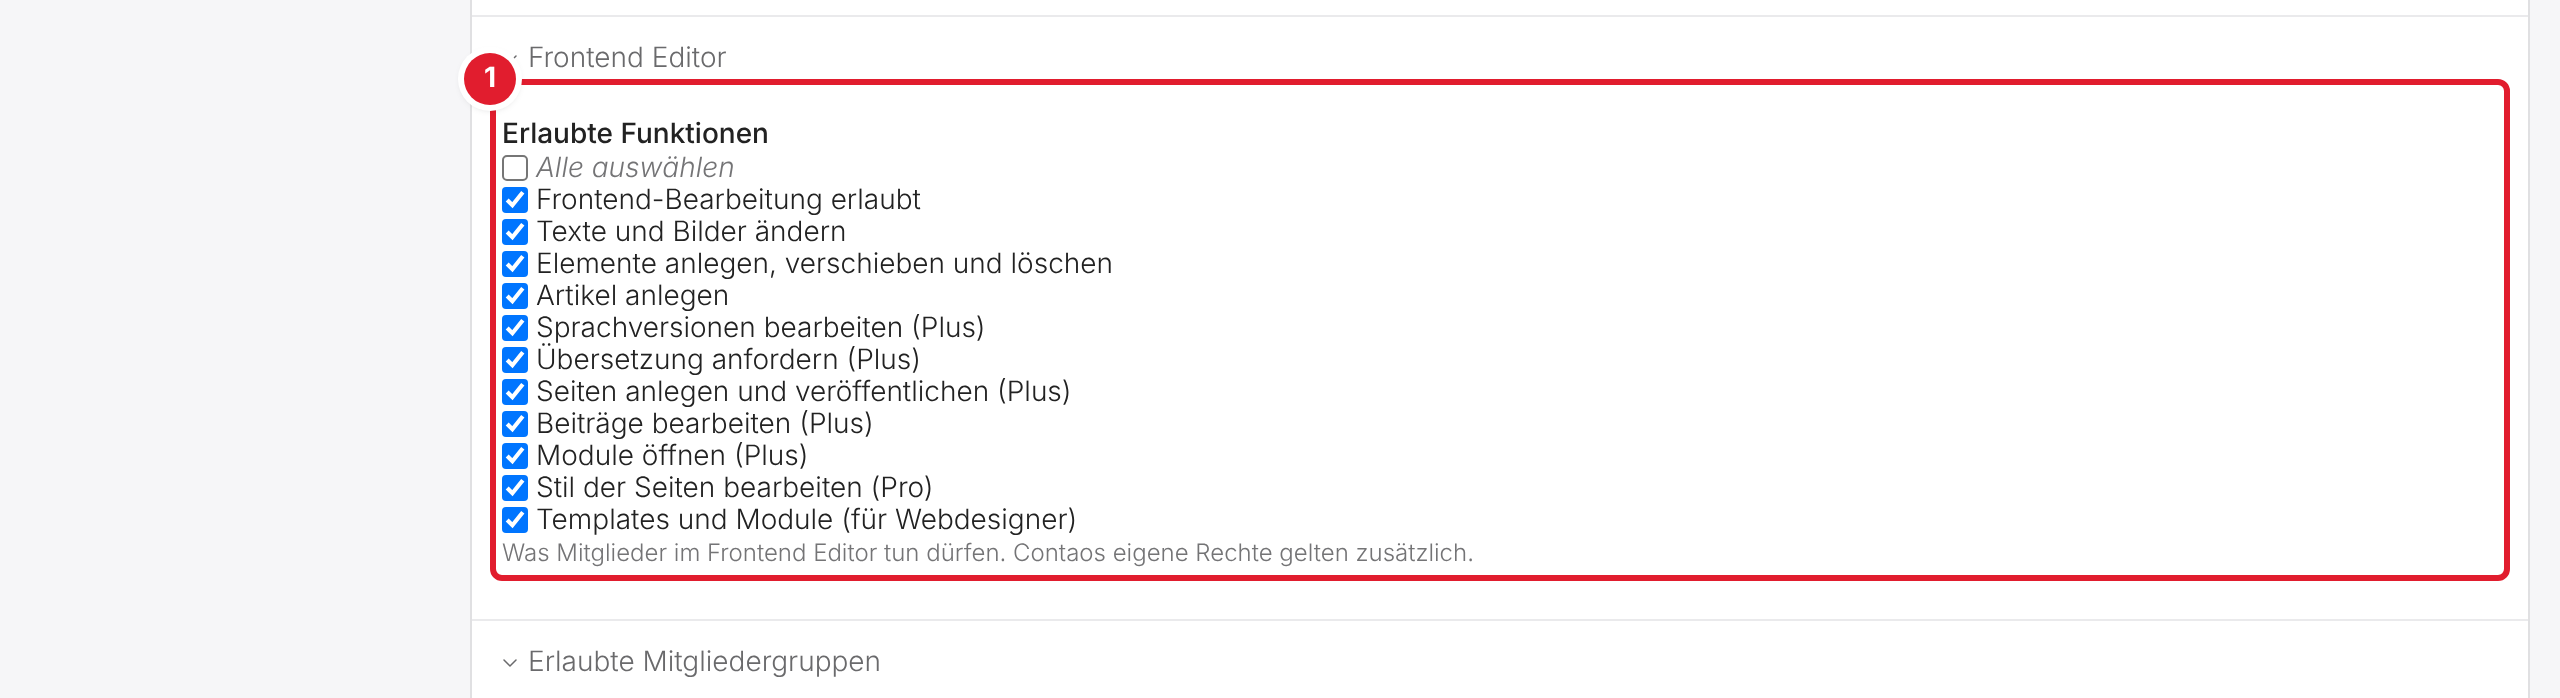 Frontend Editor
1
Erlaubte Funktionen
Alle auswählen
Frontend-Bearbeitung erlaubt
Texte und Bilder ändern
Elemente anlegen, verschieben und löschen
Artikel anlegen
Sprachversionen bearbeiten (Plus)
Übersetzung anfordern (Plus)
Seiten anlegen und veröffentlichen (Plus)
Beiträge bearbeiten (Plus)
Module öffnen (Plus)
Stil der Seiten bearbeiten (Pro)
Templates und Module (für Webdesigner)
Was Mitglieder im Frontend Editor tun dürfen. Contaos eigene Rechte gelten zusätzlich.
Erlaubte Mitgliedergruppen